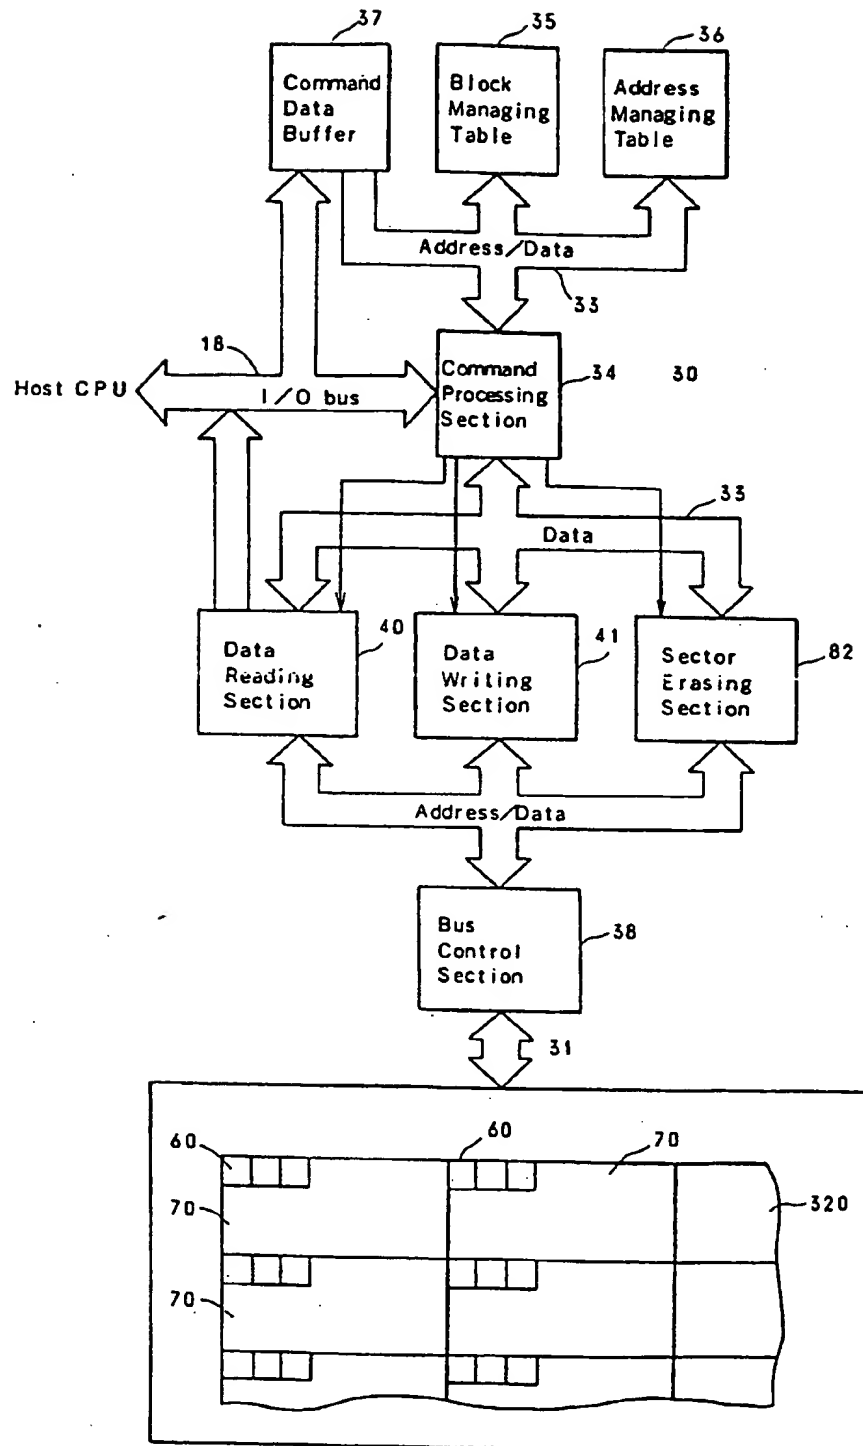 37
35
36
Command
Data
Buffer
Block
Managing
Table
Address
Managing
Table
Address/Data
33
18
Host CPU
I/O bus
Command
Processing
Section
34
30
33
Data
Data
Reading
Section
40
Data
Writing
Section
41
Sector
Erasing
Section
82
Address/Data
Bus
Control
Section
38
31
60
60
70
70
320
70